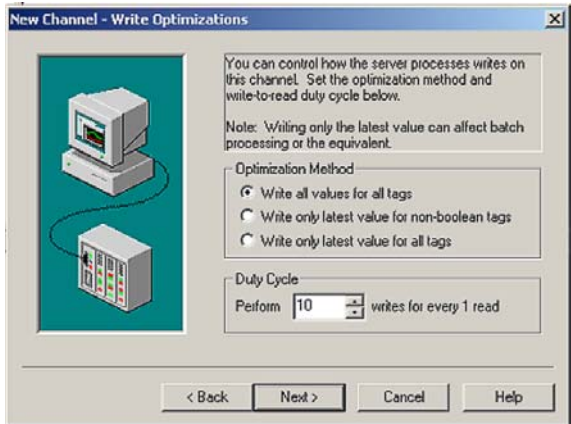 New Channel - Write Optimizations
You can control how the server processes writes on
this channel. Set the optimization method and
write-to-read duty cycle below.
Note: Writing only the latest value can affect batch
processing or the equivalent.
Optimization Method
Write all values for all tags
Write only latest value for non-boolean tags
Write only latest value for all tags
Duty Cycle
Perform 10 writes for every 1 read
< Back Next > Cancel Help